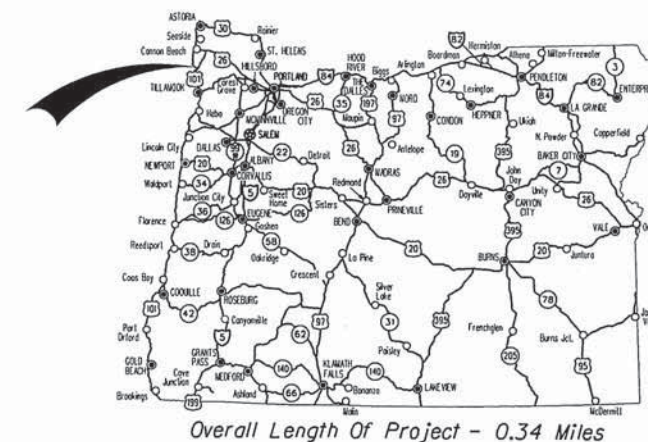 ASTORIA
30
Rainier
Seaside
Cannon Beach
26
ST. HELENS
HILLSBORO
PORTLAND
101
TILLAMOOK
Forest Grove
84
HOOD RIVER
THE DALLES
Biggs
Arlington
Boardman
82
Hermiston
Athena
Milton-Freewater
3
PENDLETON
84
82
ENTERPR
LA GRANDE
74
Lexington
HEPPNER
MORO
35
197
97
CONDON
Ukiah
N. Powder
Copperfield
OREGON CITY
26
Maupin
Hebo
McMINNVILLE
SALEM
DALLAS
99
Lincoln City
22
Detroit
Antelope
26
19
395
BAKER CITY
NEWPORT
20
ALBANY
CORVALLIS
MADRAS
John Day
7
Waldport
34
Junction City
5
Sweet Home
20
Redmond
26
Dayville
Unity
26
Sisters
PRINEVILLE
CANYON CITY
36
126
EUGENE
126
Florence
Goshen
BEND
395
VALE
Reedsport
38
Drain
58
Oakridge
La Pine
20
BURNS
20
Juntura
Coos Bay
COQUILLE
ROSEBURG
Crescent
Silver Lake
78
101
42
Canyonville
97
31
395
Frenchglen
Burns Jct.
Port Orford
5
62
Paisley
205
95
GOLD BEACH
GRANTS PASS
Cave Junction
MEDFORD
140
KLAMATH FALLS
140
LAKEVIEW
Brookings
199
Ashland
66
Bonanza
Malin
McDermitt
Overall Length Of Project - 0.34 Miles